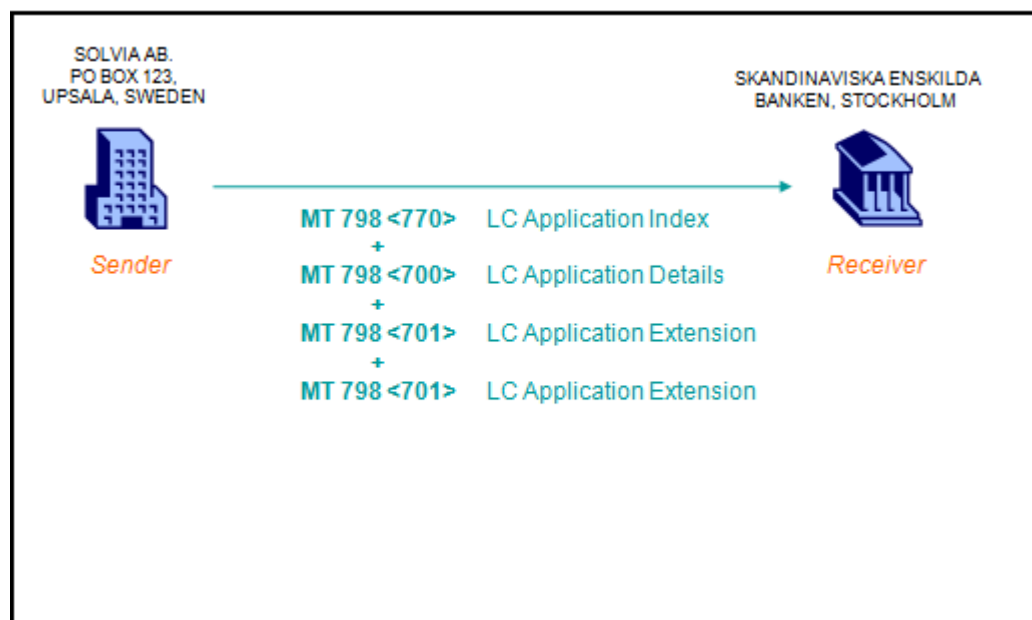 SOLVIA AB.
PO BOX 123,
UPSALA, SWEDEN
SKANDINAVISKA ENSKILDA
BANKEN, STOCKHOLM
Sender
Receiver
MT 798 <770> LC Application Index
+
MT 798 <700> LC Application Details
+
MT 798 <701> LC Application Extension
+
MT 798 <701> LC Application Extension